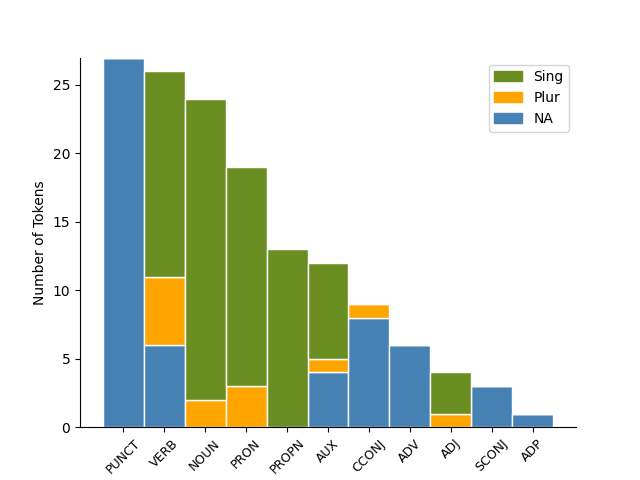 Sing
Plur
NA
Number of Tokens
25
20
15
10
5
0
PUNCT
VERB
NOUN
PRON
PROPN
AUX
CCONJ
ADV
ADJ
SCONJ
ADP